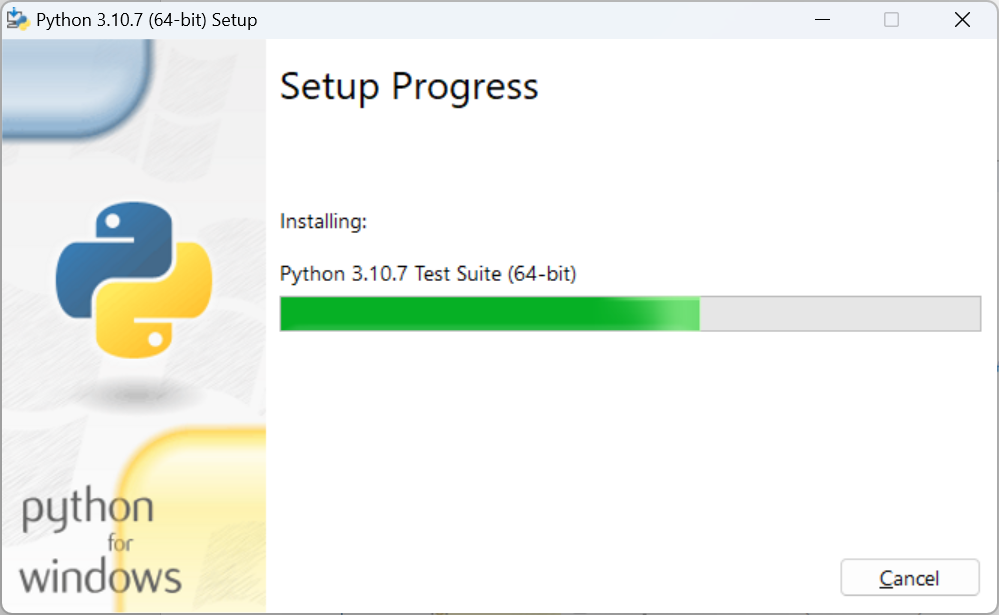 Python 3.10.7 (64-bit) Setup
Setup Progress
Installing:
Python 3.10.7 Test Suite (64-bit)
python
for
windows
Cancel